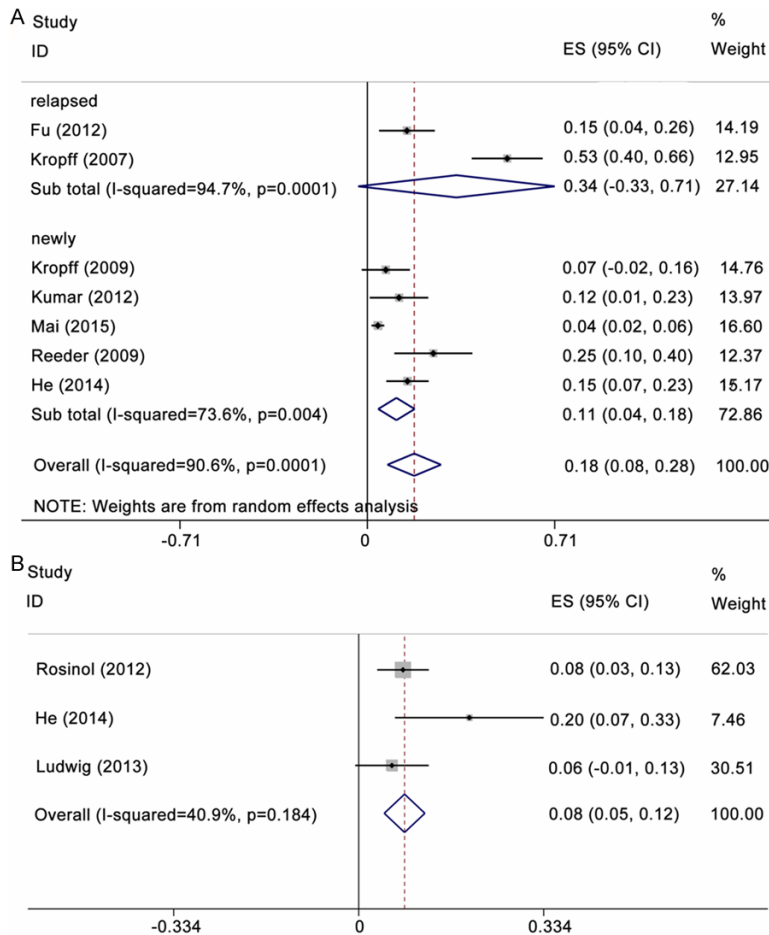 A Study %
ID ES (95% CI) Weight
relapsed
Fu (2012) 0.15 (0.04, 0.26) 14.19
Kropff (2007) 0.53 (0.40, 0.66) 12.95
Sub total (I-squared=94.7%, p=0.0001) 0.34 (-0.33, 0.71) 27.14
newly
Kropff (2009) 0.07 (-0.02, 0.16) 14.76
Kumar (2012) 0.12 (0.01, 0.23) 13.97
Mai (2015) 0.04 (0.02, 0.06) 16.60
Reeder (2009) 0.25 (0.10, 0.40) 12.37
He (2014) 0.15 (0.07, 0.23) 15.17
Sub total (I-squared=73.6%, p=0.004) 0.11 (0.04, 0.18) 72.86
Overall (I-squared=90.6%, p=0.0001) 0.18 (0.08, 0.28) 100.00
NOTE: Weights are from random effects analysis
-0.71 0 0.71
B Study %
ID ES (95% CI) Weight
Rosinol (2012) 0.08 (0.03, 0.13) 62.03
He (2014) 0.20 (0.07, 0.33) 7.46
Ludwig (2013) 0.06 (-0.01, 0.13) 30.51
Overall (I-squared=40.9%, p=0.184) 0.08 (0.05, 0.12) 100.00
-0.334 0 0.334